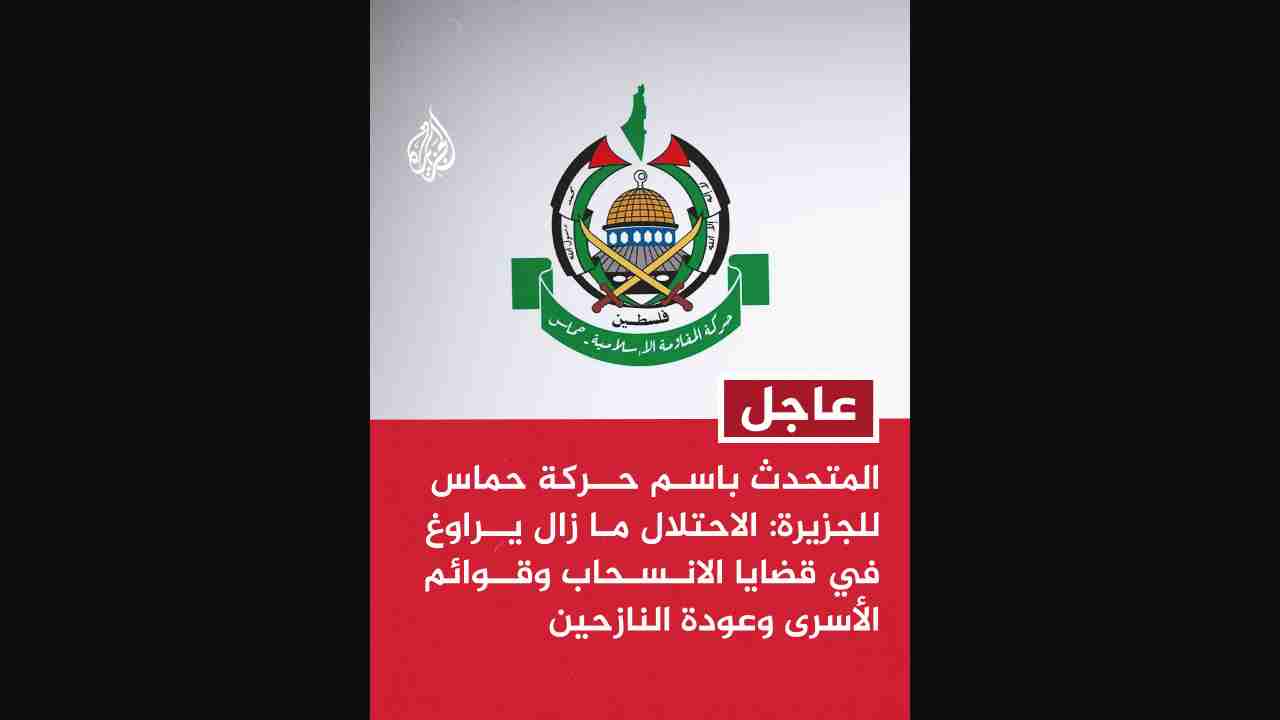 الجزيرة
فلسطين
حركة المقاومة الإسلامية - حماس
عاجل
المتحدث باسم حركة حماس
للجزيرة: الاحتلال ما زال يراوغ
في قضايا الانسحاب وقوائم
الأسرى وعودة النازحين